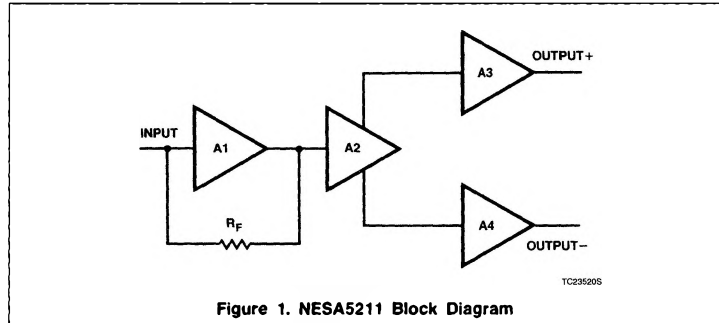 A3
OUTPUT+
INPUT
A1
A2
RF
A4
OUTPUT−
TC23520S
Figure 1. NESA5211 Block Diagram